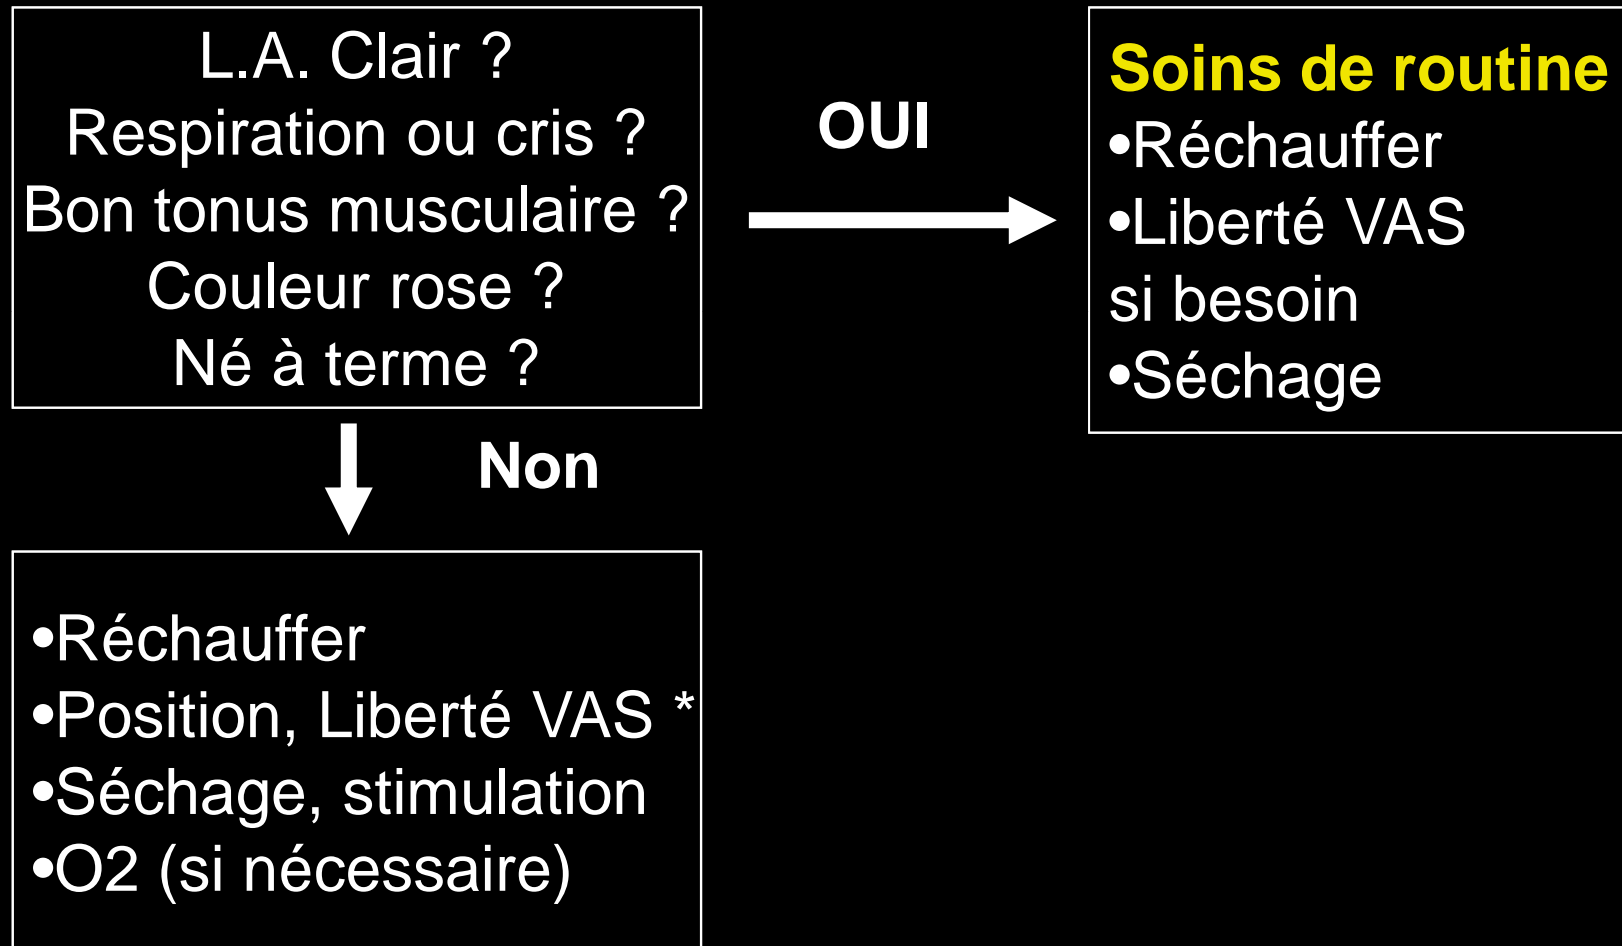 L.A. Clair ?
Respiration ou cris ?
Bon tonus musculaire ?
Couleur rose ?
Né à terme ?
OUI
Soins de routine
•Réchauffer
•Liberté VAS
si besoin
•Séchage
Non
•Réchauffer
•Position, Liberté VAS *
•Séchage, stimulation
•O2 (si nécessaire)